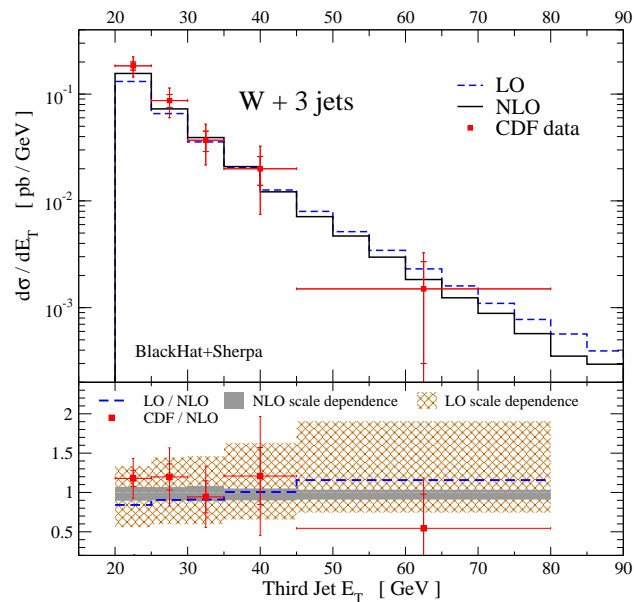 20 30 40 50 60 70 80 90
10^-1
10^-2
10^-3
dσ / dE_T [ pb / GeV ]
W + 3 jets
LO
NLO
CDF data
BlackHat+Sherpa
LO / NLO
CDF / NLO
NLO scale dependence
LO scale dependence
2
1.5
1
0.5
20 30 40 50 60 70 80 90
Third Jet E_T [ GeV ]